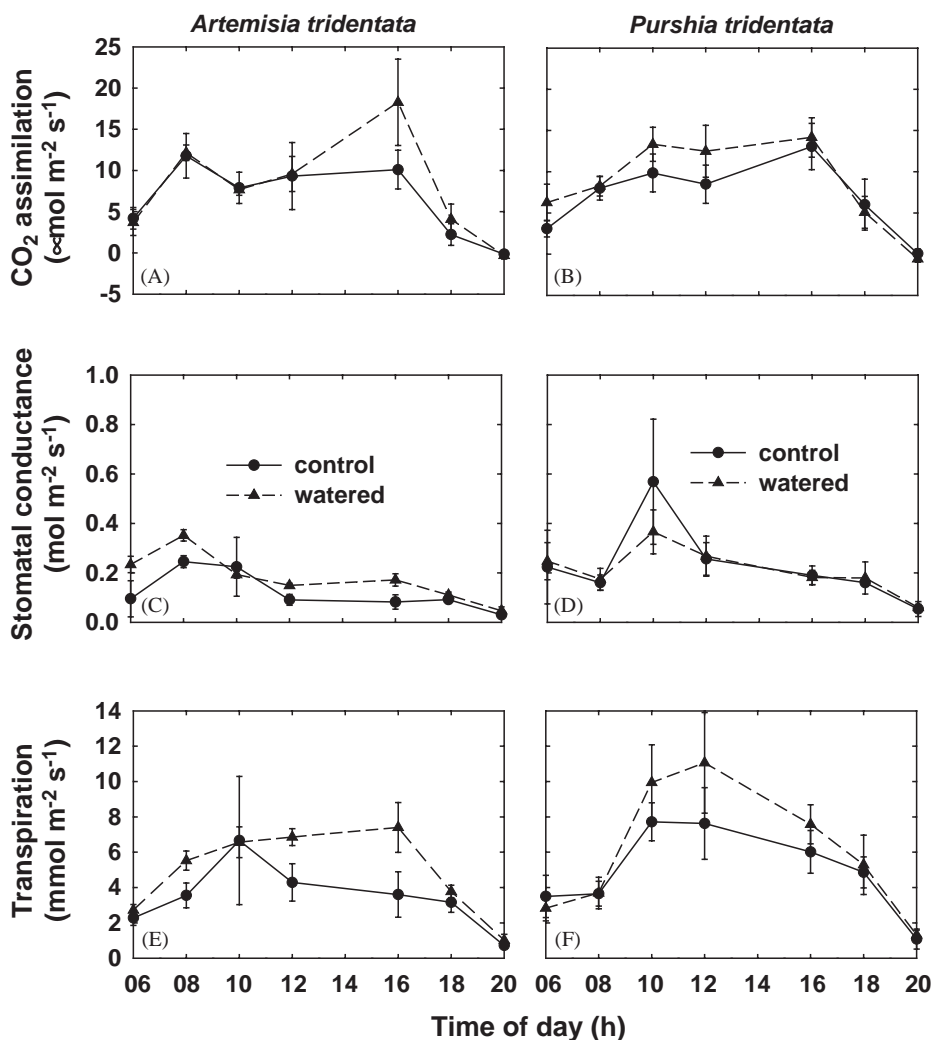 Artemisia tridentata
Purshia tridentata
CO2 assimilation
(∝mol m-2 s-1)
25
20
15
10
5
0
-5
(A)
(B)
Stomatal conductance
(mol m-2 s-1)
1.0
0.8
0.6
0.4
0.2
0.0
control
watered
(C)
control
watered
(D)
Transpiration
(mmol m-2 s-1)
14
12
10
8
6
4
2
0
(E)
(F)
06 08 10 12 14 16 18 20
06 08 10 12 14 16 18 20
Time of day (h)